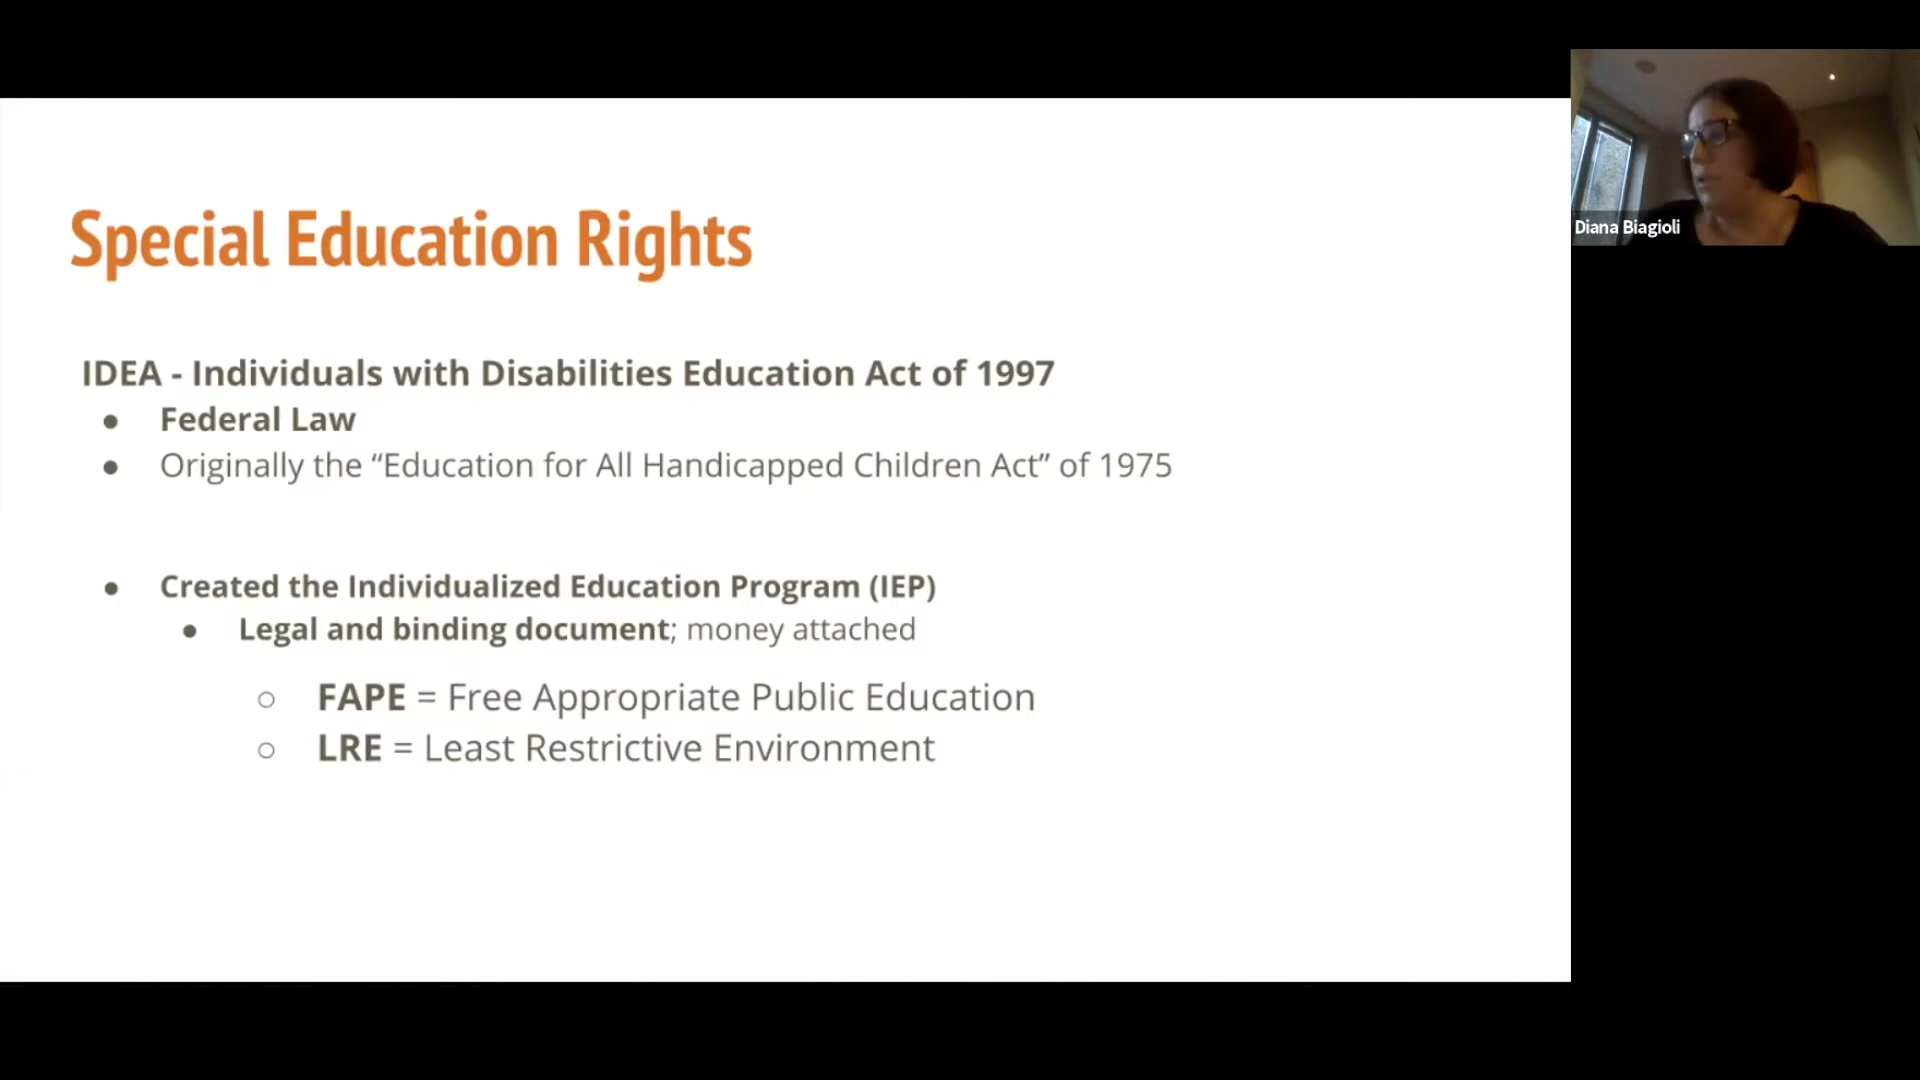 Special Education Rights
IDEA - Individuals with Disabilities Education Act of 1997
● Federal Law
● Originally the “Education for All Handicapped Children Act” of 1975
● Created the Individualized Education Program (IEP)
● Legal and binding document; money attached
○ FAPE = Free Appropriate Public Education
○ LRE = Least Restrictive Environment
Diana Biagioli